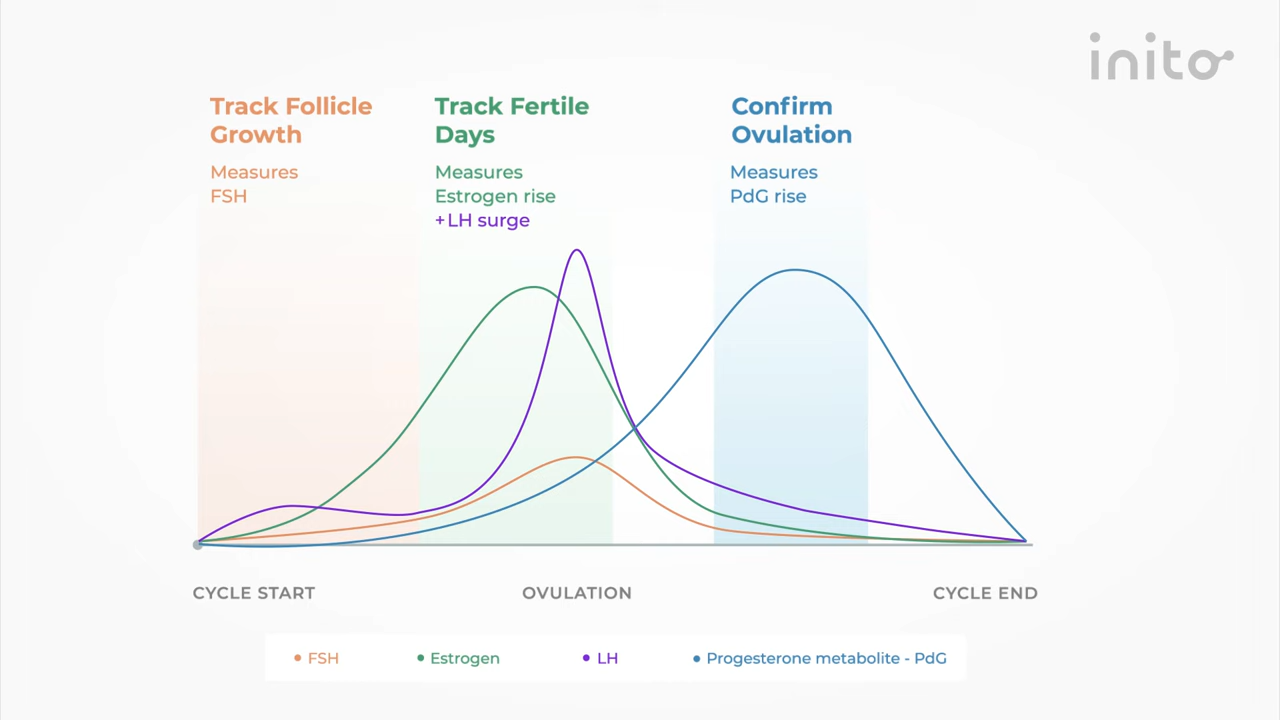 inito
Track Follicle
Growth
Measures
FSH
Track Fertile
Days
Measures
Estrogen rise
+LH surge
Confirm
Ovulation
Measures
PdG rise
CYCLE START
OVULATION
CYCLE END
FSH
Estrogen
LH
Progesterone metabolite - PdG